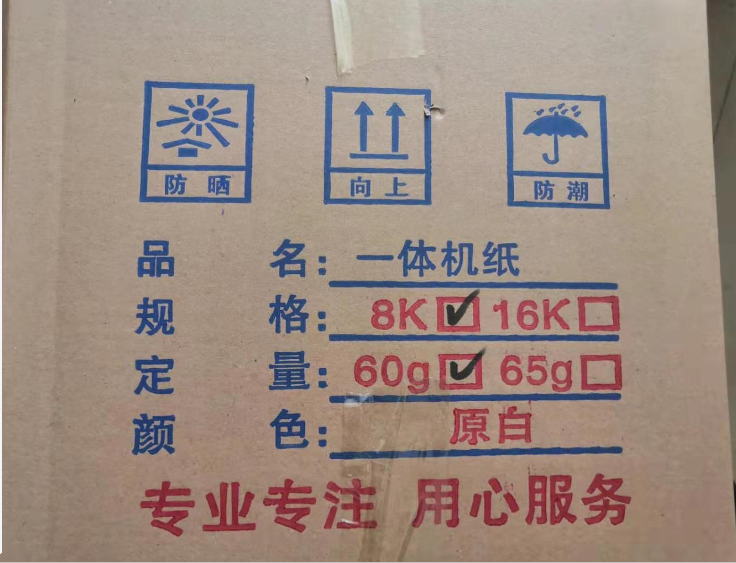 防晒 向上 防潮
品名：一体机纸
规格：8K☑16K□
定量：60g☑65g□
颜色：原白
专业专注 用心服务